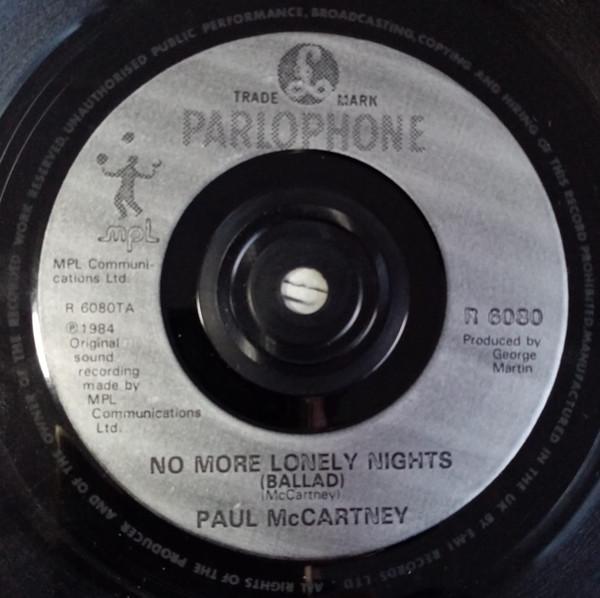 UNAUTHORISED PUBLIC PERFORMANCE, BROADCASTING, COPYING AND HIRING OF THIS RECORD PROHIBITED. MANUFACTURED IN THE UK BY EMI RECORDS LTD. ALL RIGHTS OF THE PRODUCER AND OF THE OWNER OF THE RECORDED WORK RESERVED.
£
TRADE MARK
PARLOPHONE
mpL
MPL Communi-
cations Ltd.
R 6080TA
℗1984
Original
sound
recording
made by
MPL
Communications
Ltd.
R 6080
Produced by
George
Martin
NO MORE LONELY NIGHTS
(BALLAD)
(McCartney)
PAUL McCARTNEY